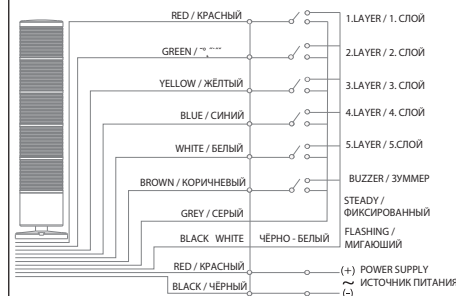 RED / КРАСНЫЙ
1.LAYER / 1. СЛОЙ
GREEN /
2.LAYER / 2. СЛОЙ
YELLOW / ЖЁЛТЫЙ
3.LAYER / 3. СЛОЙ
BLUE / СИНИЙ
4.LAYER / 4. СЛОЙ
WHITE / БЕЛЫЙ
5.LAYER / 5.СЛОЙ
BROWN / КОРИЧНЕВЫЙ
BUZZER / ЗУММЕР
GREY / СЕРЫЙ
STEADY /
ФИКСИРОВАННЫЙ
BLACK WHITE ЧЁРНО - БЕЛЫЙ
FLASHING /
МИГАЮШИЙ
RED / КРАСНЫЙ
(+) POWER SUPPLY
~ ИСТОЧНИК ПИТАНИЯ
BLACK / ЧЁРНЫЙ
(-)